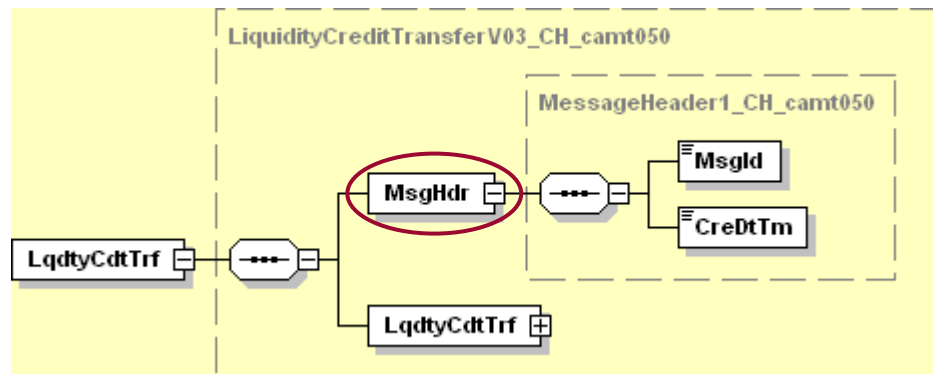 LiquidityCreditTransferV03_CH_camt050
MessageHeader1_CH_camt050
MsgId
MsgHdr
CreDtTm
LqdtyCdtTrf
LqdtyCdtTrf